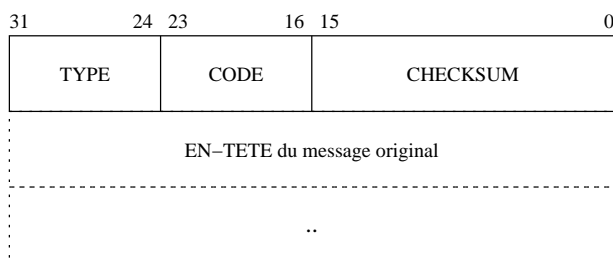 31 24 23 16 15 0
TYPE CODE CHECKSUM
EN–TETE du message original
..